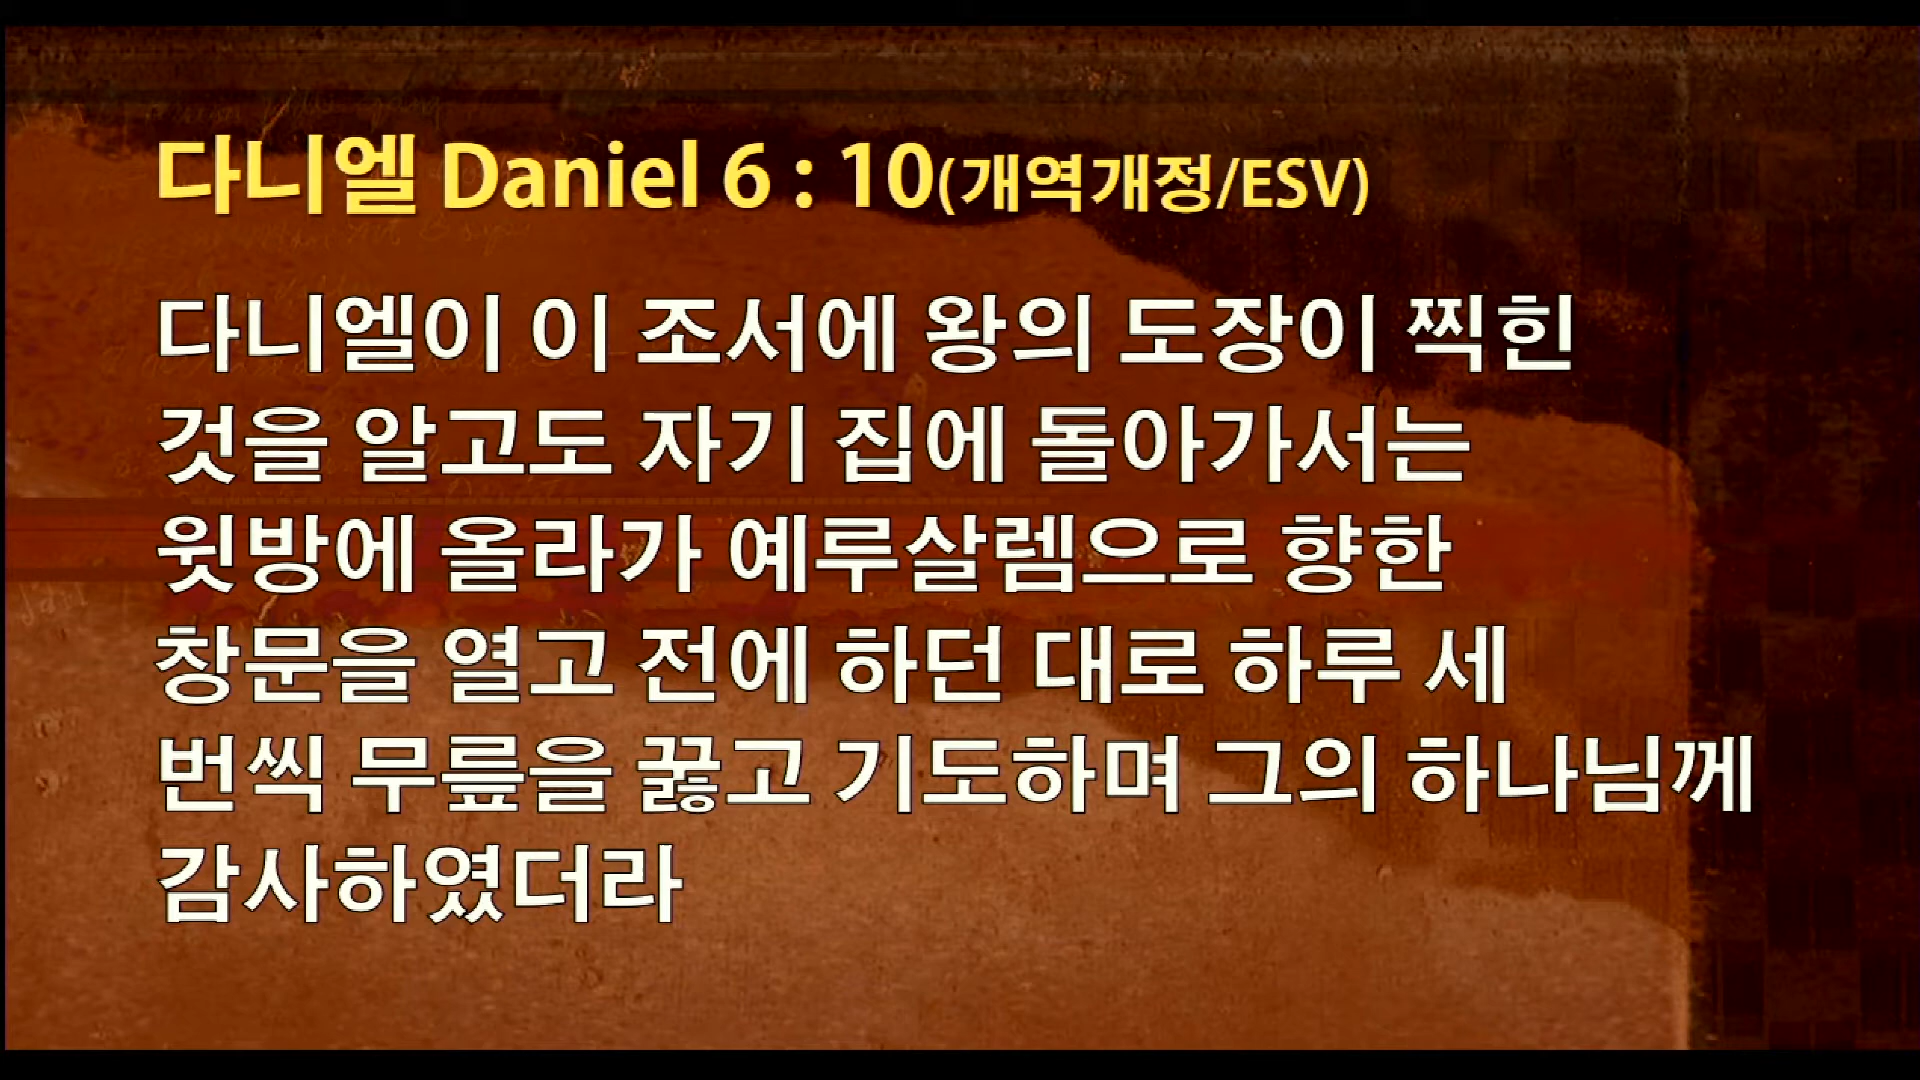 다니엘 Daniel 6 : 10(개역개정/ESV)
다니엘이 이 조서에 왕의 도장이 찍힌
것을 알고도 자기 집에 돌아가서는
윗방에 올라가 예루살렘으로 향한
창문을 열고 전에 하던 대로 하루 세
번씩 무릎을 꿇고 기도하며 그의 하나님께
감사하였더라